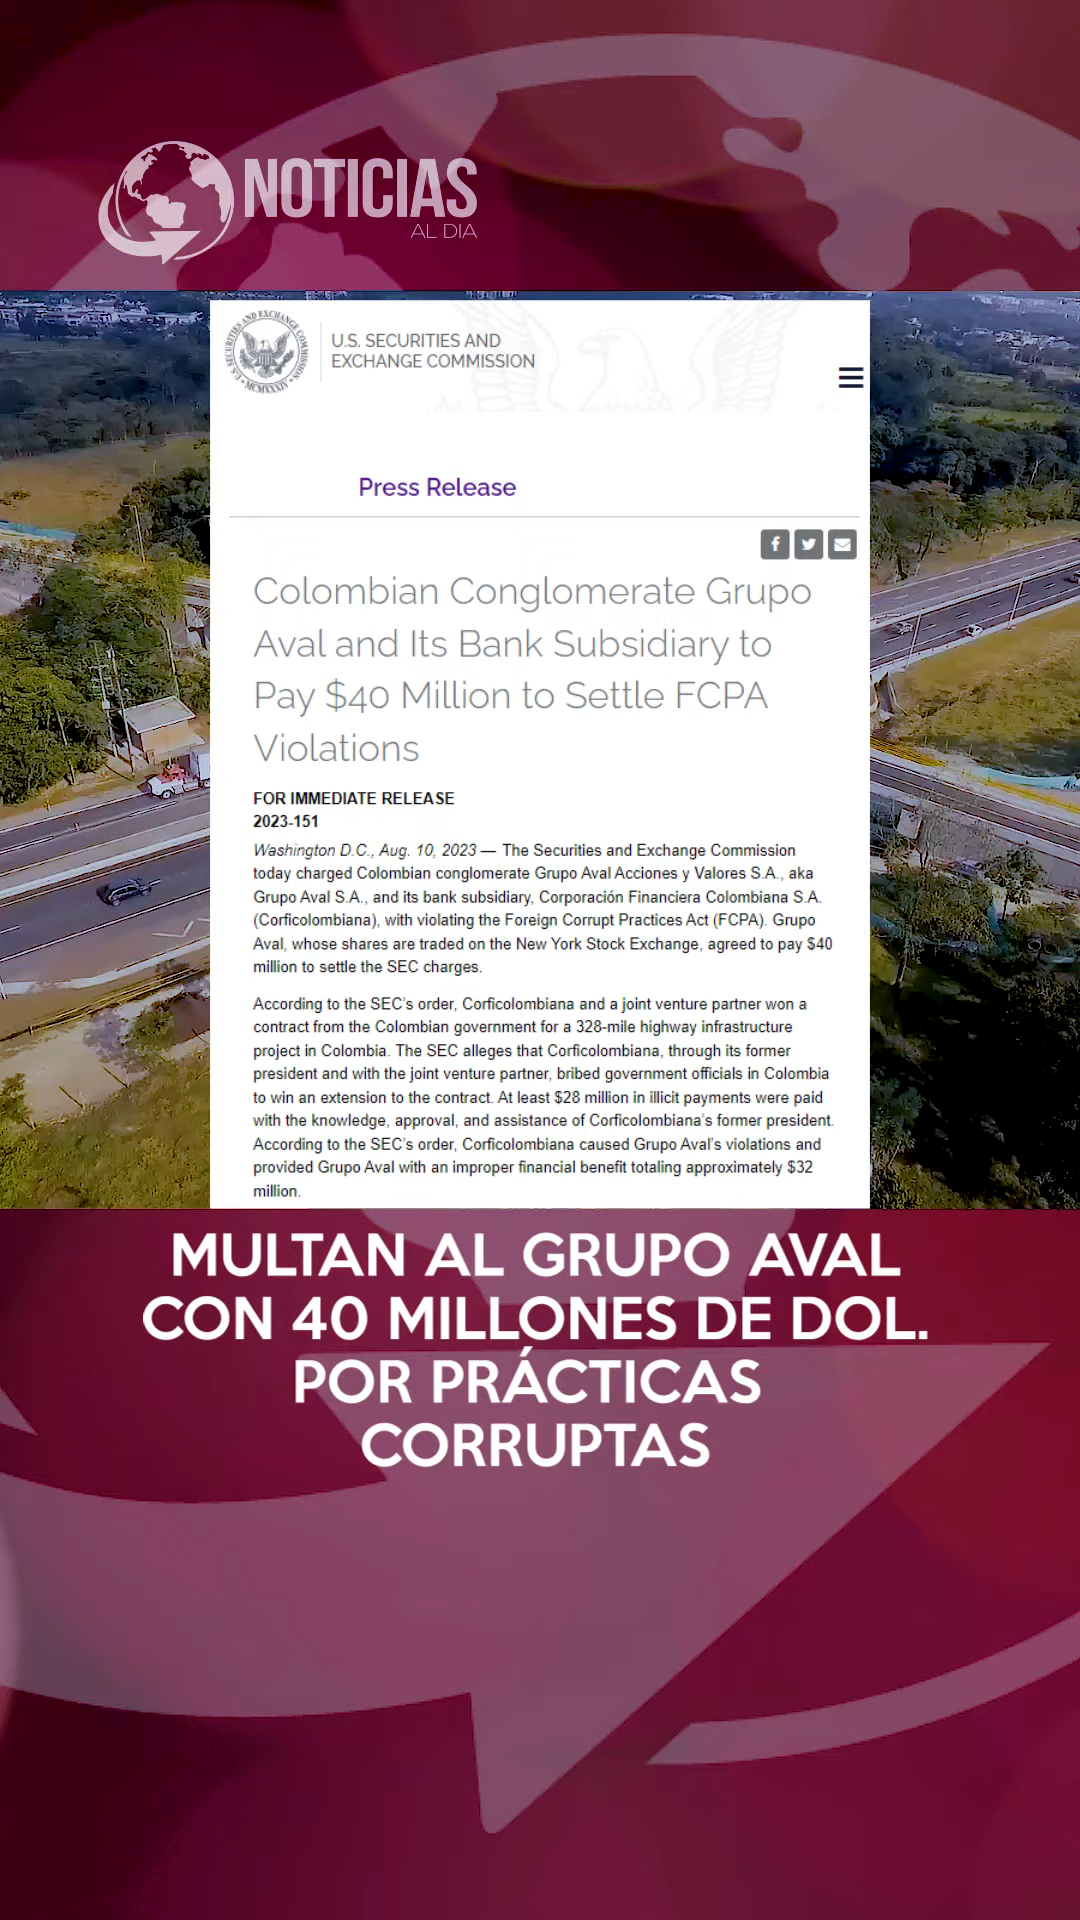 NOTICIAS
AL DIA
U.S. SECURITIES AND EXCHANGE COMMISSION
MCMXXXIV
U.S. SECURITIES AND
EXCHANGE COMMISSION
Press Release
Colombian Conglomerate Grupo
Aval and Its Bank Subsidiary to
Pay $40 Million to Settle FCPA
Violations
FOR IMMEDIATE RELEASE
2023-151
Washington D.C., Aug. 10, 2023 — The Securities and Exchange Commission
today charged Colombian conglomerate Grupo Aval Acciones y Valores S.A., aka
Grupo Aval S.A., and its bank subsidiary, Corporación Financiera Colombiana S.A.
(Corficolombiana), with violating the Foreign Corrupt Practices Act (FCPA). Grupo
Aval, whose shares are traded on the New York Stock Exchange, agreed to pay $40
million to settle the SEC charges.
According to the SEC's order, Corficolombiana and a joint venture partner won a
contract from the Colombian government for a 328-mile highway infrastructure
project in Colombia. The SEC alleges that Corficolombiana, through its former
president and with the joint venture partner, bribed government officials in Colombia
to win an extension to the contract. At least $28 million in illicit payments were paid
with the knowledge, approval, and assistance of Corficolombiana's former president.
According to the SEC's order, Corficolombiana caused Grupo Aval's violations and
provided Grupo Aval with an improper financial benefit totaling approximately $32
million.
MULTAN AL GRUPO AVAL
CON 40 MILLONES DE DOL.
POR PRÁCTICAS
CORRUPTAS